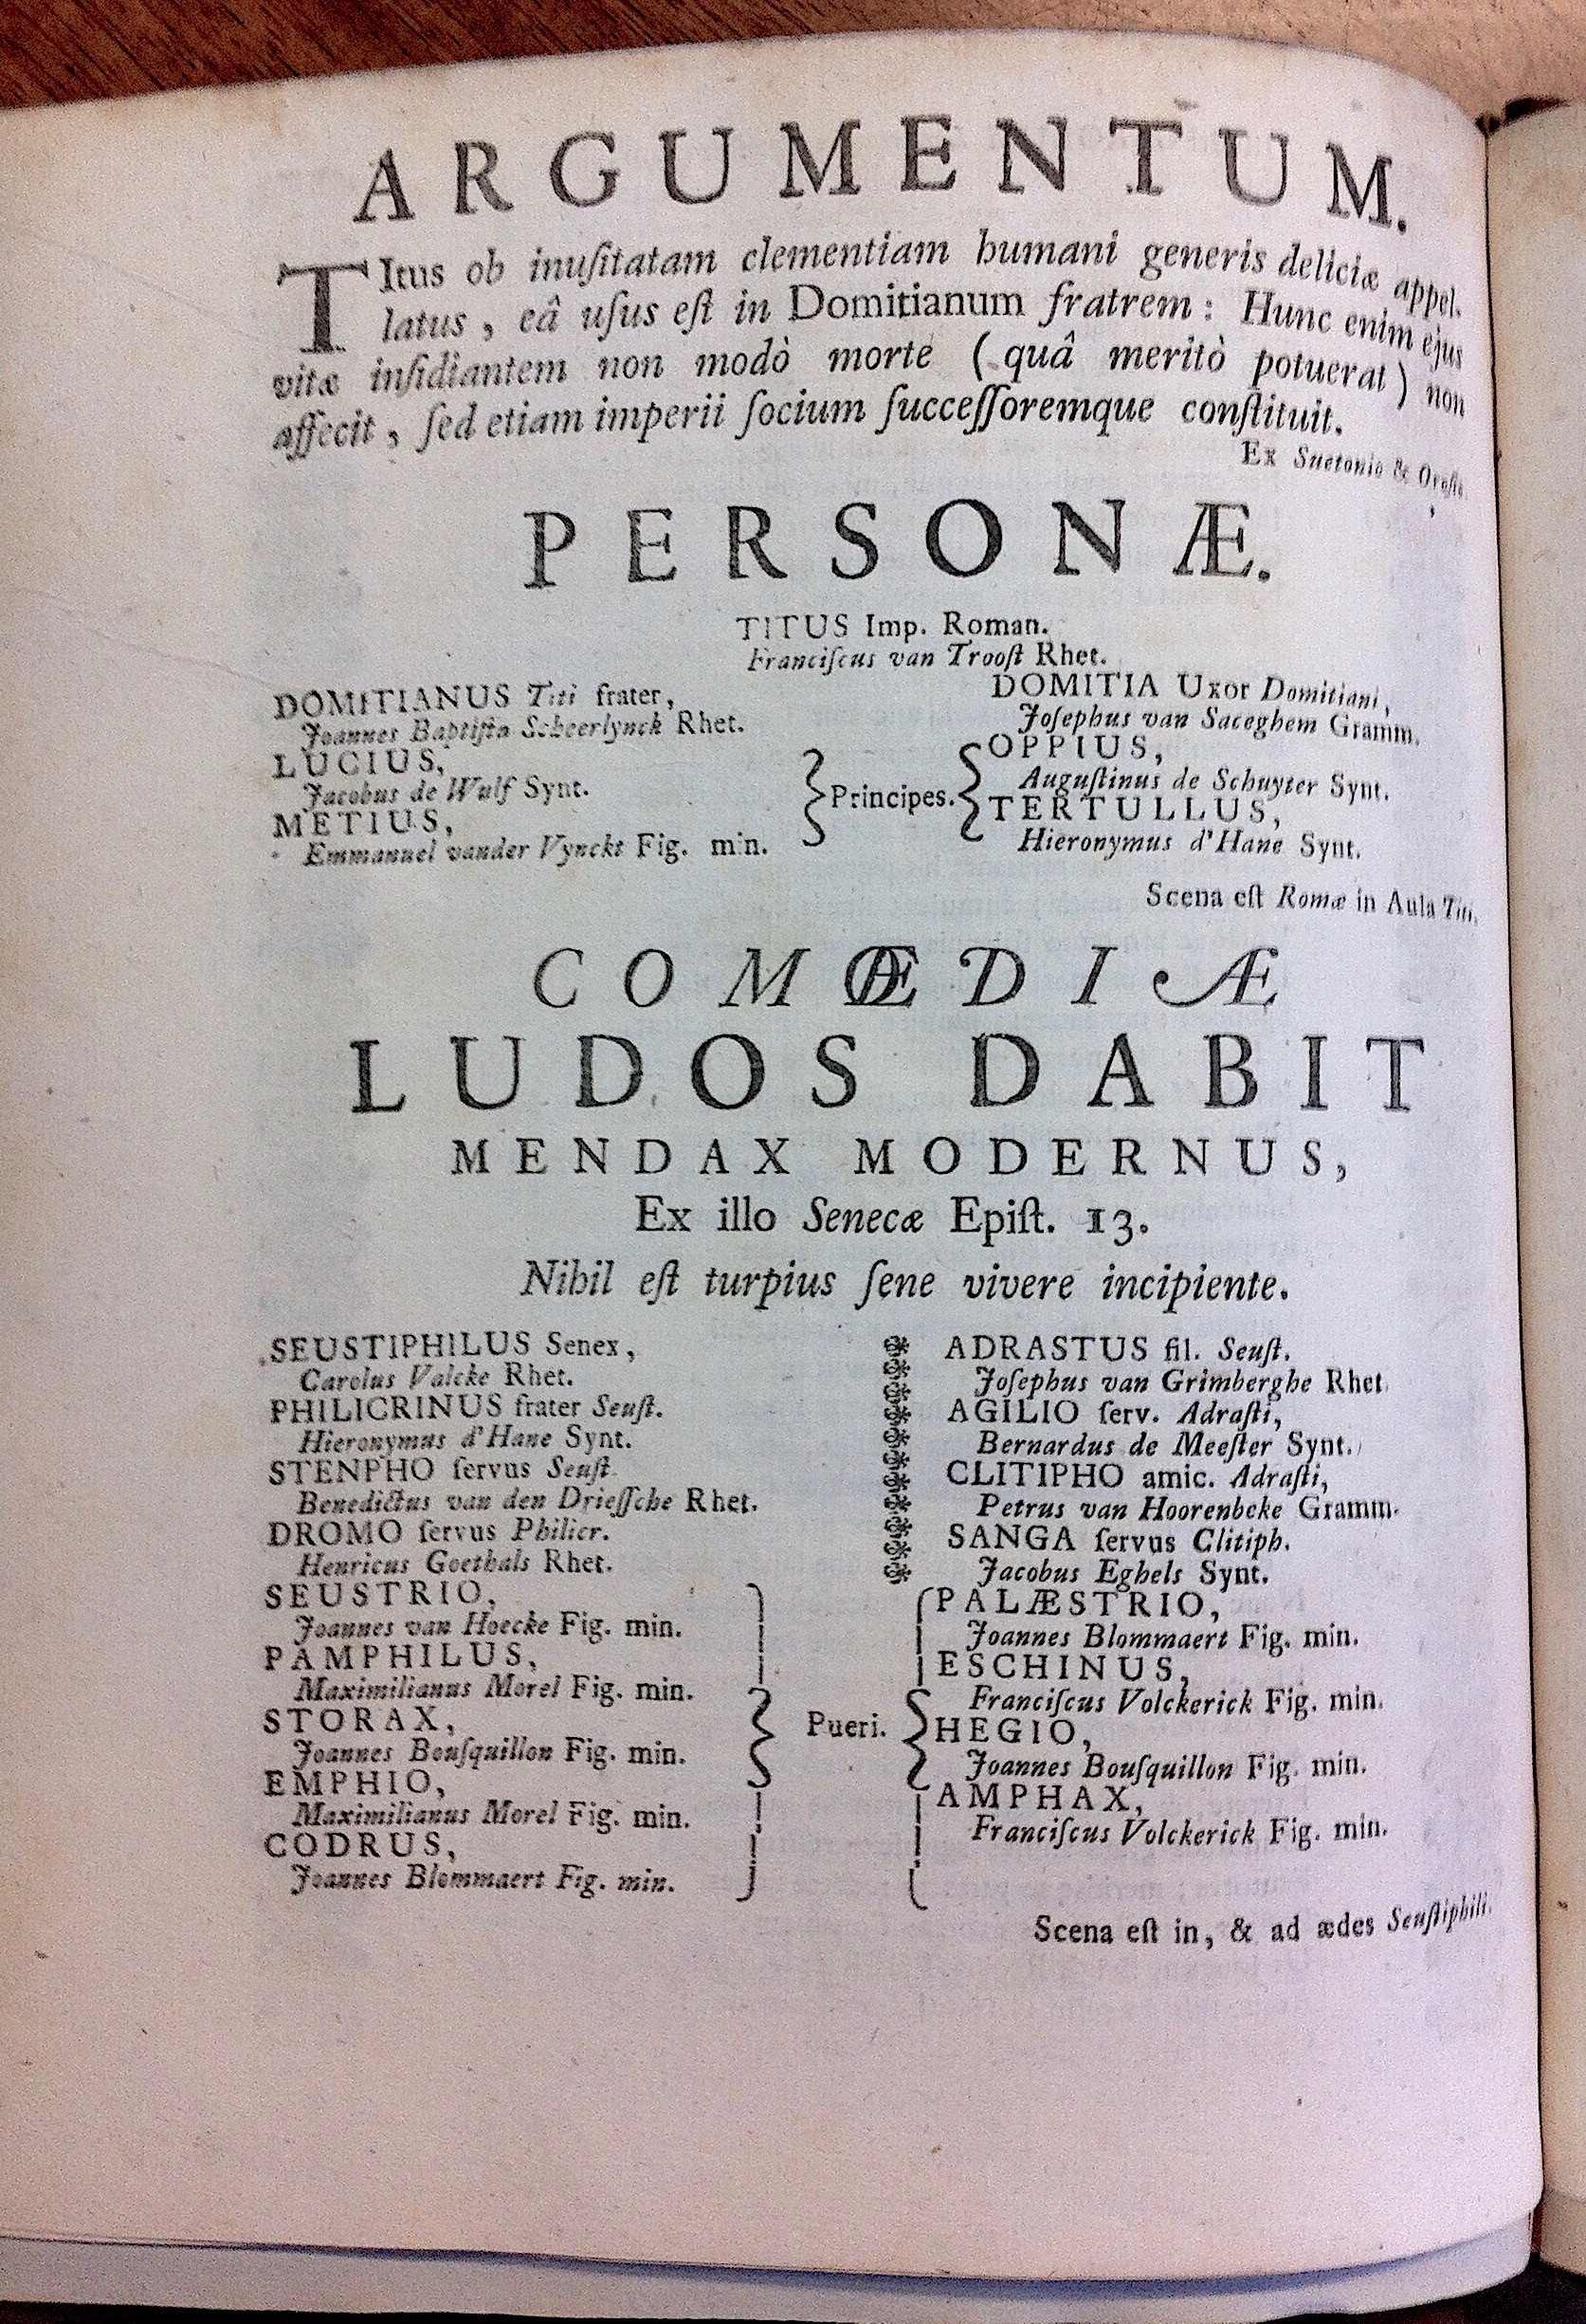 ARGUMENTUM.
TItus ob inuſitatam clementiam humani generis deliciæ appel.
latus, eâ uſus eſt in Domitianum fratrem: Hunc enim ejus
vitæ inſidiantem non modò morte (quâ meritò potuerat) non
affecit, ſed etiam imperii ſocium ſucceſſoremque conſtituit.
Ex Suetonio & Oroſio.
PERSONÆ.
TITUS Imp. Roman.
Franciſcus van Trooſt Rhet.
DOMITIANUS Titi frater,
Joannes Baptiſta Scheerlynck Rhet.
LUCIUS,
Jacobus de Wulf Synt.
METIUS,
Emmanuel vander Vynckt Fig. min.
Principes.
DOMITIA Uxor Domitiani,
Joſephus van Saceghem Gramm.
OPPIUS,
Auguſtinus de Schuyter Synt.
TERTULLUS,
Hieronymus d'Hane Synt.
Scena eſt Romæ in Aula Titi.
COMŒDIÆ
LUDOS DABIT
MENDAX MODERNUS,
Ex illo Senecæ Epiſt. 13.
Nihil eſt turpius ſene vivere incipiente.
SEUSTIPHILUS Senex,
Carolus Valcke Rhet.
PHILICRINUS frater Seuſt.
Hieronymus d'Hane Synt.
STENPHO ſervus Seuſt.
Benedictus van den Drieſſche Rhet.
DROMO ſervus Philicr.
Henricus Goethals Rhet.
SEUSTRIO,
Joannes van Hoecke Fig. min.
PAMPHILUS,
Maximilianus Morel Fig. min.
STORAX,
Joannes Bouſquillon Fig. min.
EMPHIO,
Maximilianus Morel Fig. min.
CODRUS,
Joannes Blommaert Fig. min.
Pueri.
ADRASTUS fil. Seuſt.
Joſephus van Grimberghe Rhet.
AGILIO ſerv. Adraſti,
Bernardus de Meeſter Synt.
CLITIPHO amic. Adraſti,
Petrus van Hoorenbeke Gramm.
SANGA ſervus Clitiph.
Jacobus Eghels Synt.
PALÆSTRIO,
Joannes Blommaert Fig. min.
ESCHINUS,
Franciſcus Volckerick Fig. min.
HEGIO,
Joannes Bouſquillon Fig. min.
AMPHAX,
Franciſcus Volckerick Fig. min.
Scena eſt in, & ad ædes Seuſtiphili.